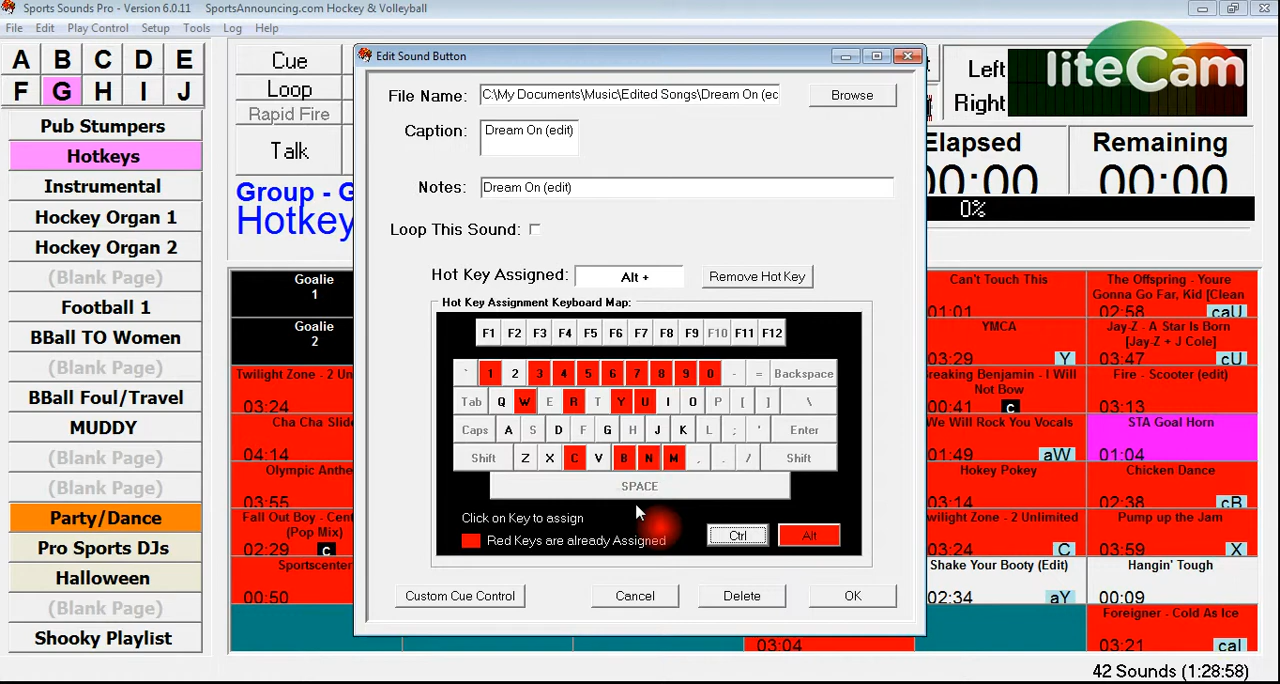 Sports Sounds Pro - Version 6.0.11 SportsAnnouncing.com Hockey & Volleyball
File Edit Play Control Setup Tools Log Help
liteCam
A B C D E
F G H I J
Pub Stumpers
Hotkeys
Instrumental
Hockey Organ 1
Hockey Organ 2
(Blank Page)
Football 1
BBall TO Women
BBall Foul/Travel
MUDDY
(Blank Page)
(Blank Page)
Party/Dance
Pro Sports DJs
Halloween
(Blank Page)
Shooky Playlist
Cue
Loop
Rapid Fire
Talk
Group - G
Hotkey
Left
Right
Elapsed Remaining
00:00 00:00
0%
Goalie
1
Goalie
2
Twilight Zone - 2 Un
03:24
Cha Cha Slid
04:14
Olympic Anthe
03:55
Fall Out Boy - Cent
(Pop Mix)
02:29 c
Sportscenter
00:50
Edit Sound Button
File Name: C:\My Documents\Music\Edited Songs\Dream On (ec
Browse
Caption: Dream On (edit)
Notes: Dream On (edit)
Loop This Sound:
Hot Key Assigned: Alt +
Remove Hot Key
Hot Key Assignment Keyboard Map:
F1 F2 F3 F4 F5 F6 F7 F8 F9 F10 F11 F12
` 1 2 3 4 5 6 7 8 9 0 - = Backspace
Tab Q W E R T Y U I O P [ ] \
Caps A S D F G H J K L ; ' Enter
Shift Z X C V B N M , . / Shift
SPACE
Click on Key to assign
Red Keys are already Assigned
Ctrl Alt
Custom Cue Control Cancel Delete OK
03:04
Can't Touch This
01:01
YMCA
03:29 Y
reaking Benjamin - I Will
Not Bow
00:41 c
We Will Rock You Vocals
01:49 aW
Hokey Pokey
03:14
wilight Zone - 2 Unlimited
03:24 C
Shake Your Booty (Edit)
02:34 aY
The Offspring - Youre
Gonna Go Far, Kid [Clean
02:58 caU
Jay-Z - A Star Is Born
[Jay-Z + J Cole]
03:47 cU
Fire - Scooter (edit)
03:13
STA Goal Horn
01:04
Chicken Dance
02:38 cB
Pump up the Jam
03:59 X
Hangin' Tough
00:09
Foreigner - Cold As Ice
03:21 caI
42 Sounds (1:28:58)